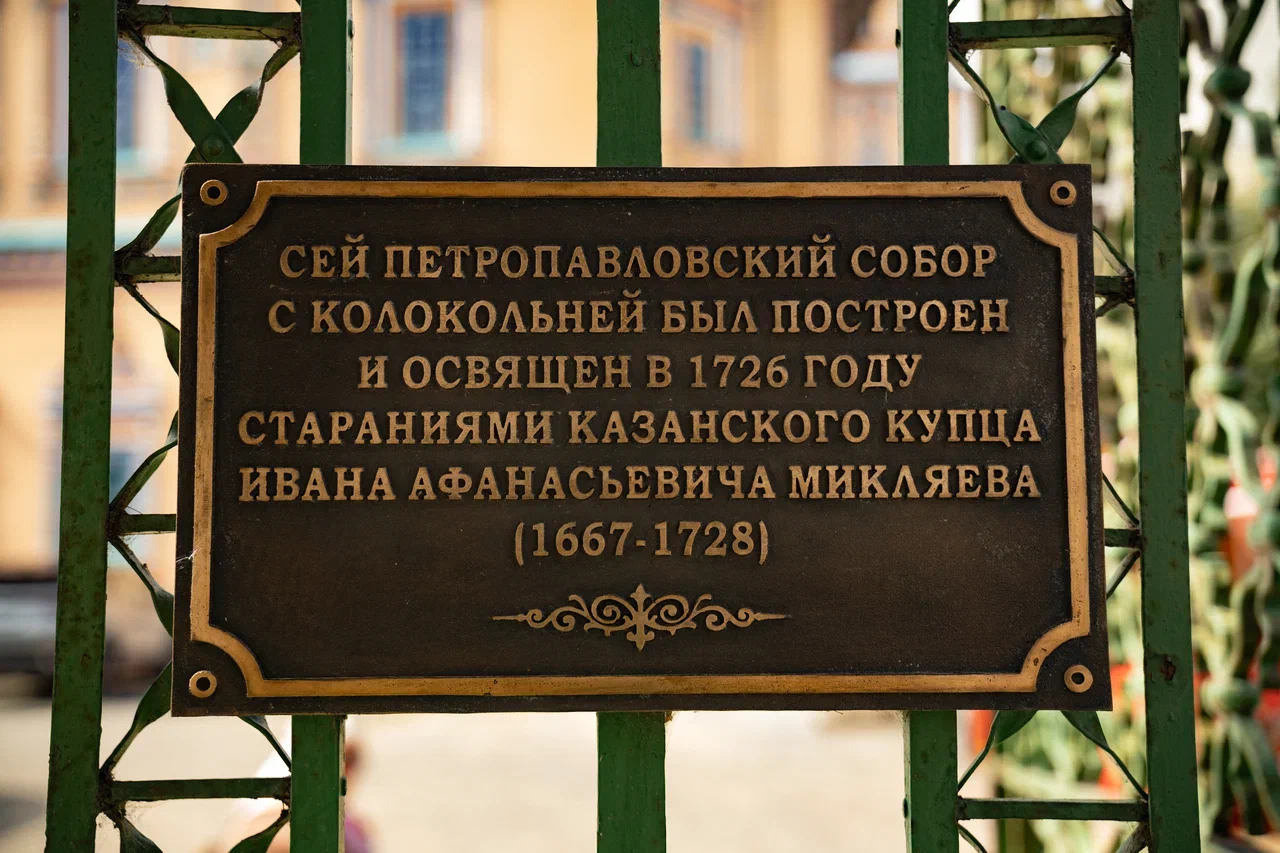 СЕЙ ПЕТРОПАВЛОВСКИЙ СОБОР
С КОЛОКОЛЬНЕЙ БЫЛ ПОСТРОЕН
И ОСВЯЩЕН В 1726 ГОДУ
СТАРАНИЯМИ КАЗАНСКОГО КУПЦА
ИВАНА АФАНАСЬЕВИЧА МИКЛЯЕВА
(1667-1728)